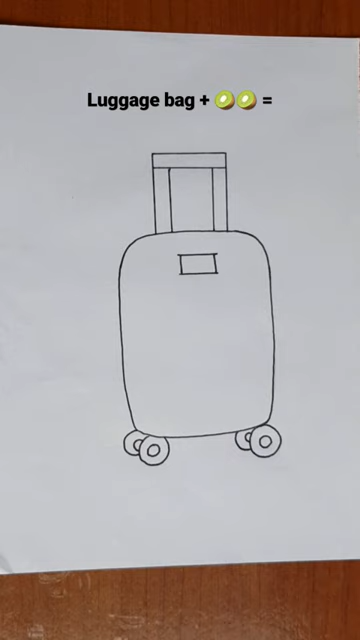 Luggage bag + 🥝🥝 =